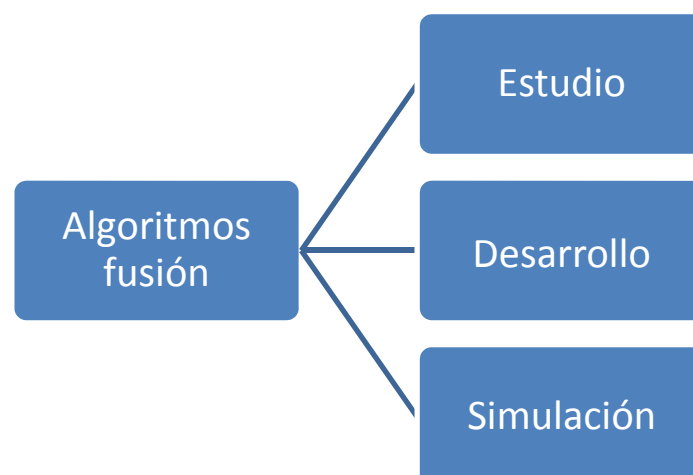 Algoritmos
fusión
Estudio
Desarrollo
Simulación